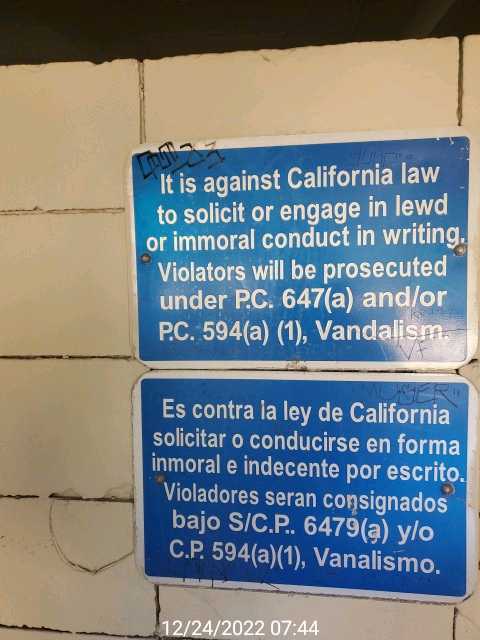 It is against California law
to solicit or engage in lewd
or immoral conduct in writing.
Violators will be prosecuted
under P.C. 647(a) and/or
P.C. 594(a) (1), Vandalism.
Es contra la ley de California
solicitar o conducirse en forma
inmoral e indecente por escrito.
Violadores seran consignados
bajo S/C.P.. 6479(a) y/o
C.P. 594(a)(1), Vanalismo.
12/24/2022 07:44